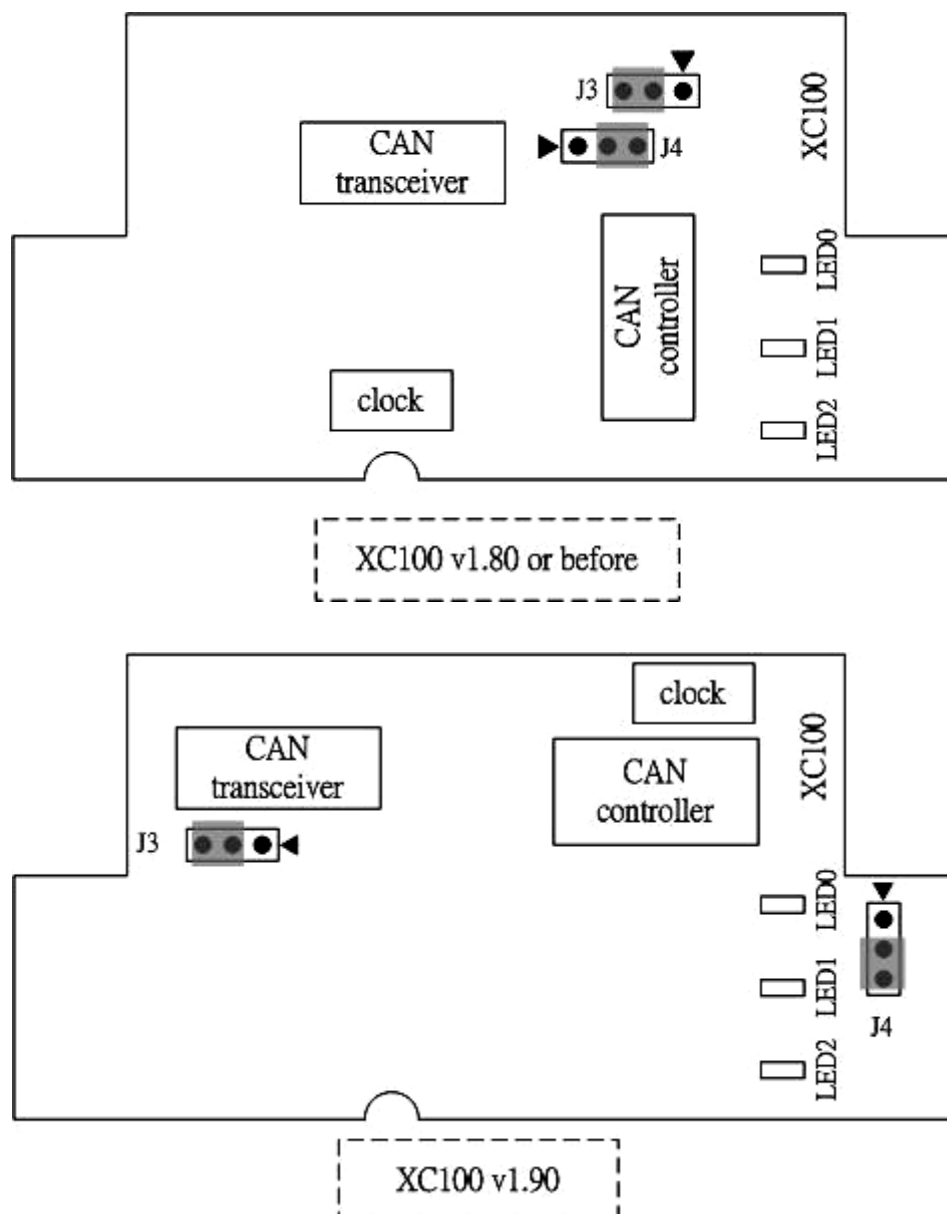 J3
XC100
CAN
transceiver
J4
CAN
controller
LED0
LED1
clock
LED2
XC100 v1.80 or before
clock
XC100
CAN
transceiver
CAN
controller
J3
LED0
LED1
J4
LED2
XC100 v1.90